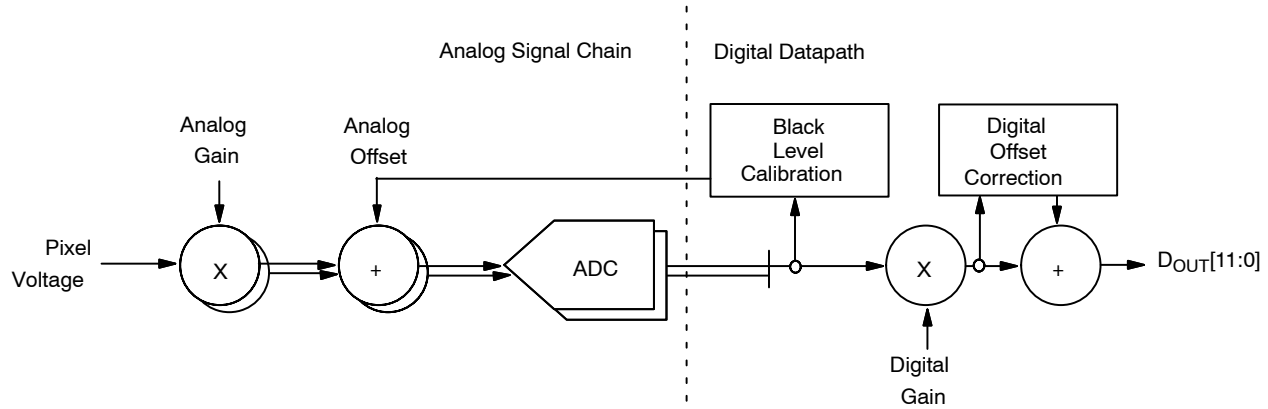 Analog Signal Chain
Digital Datapath
Analog
Gain
Analog
Offset
Black
Level
Calibration
Digital
Offset
Correction
Pixel
Voltage
X
+
ADC
X
+
DOUT[11:0]
Digital
Gain